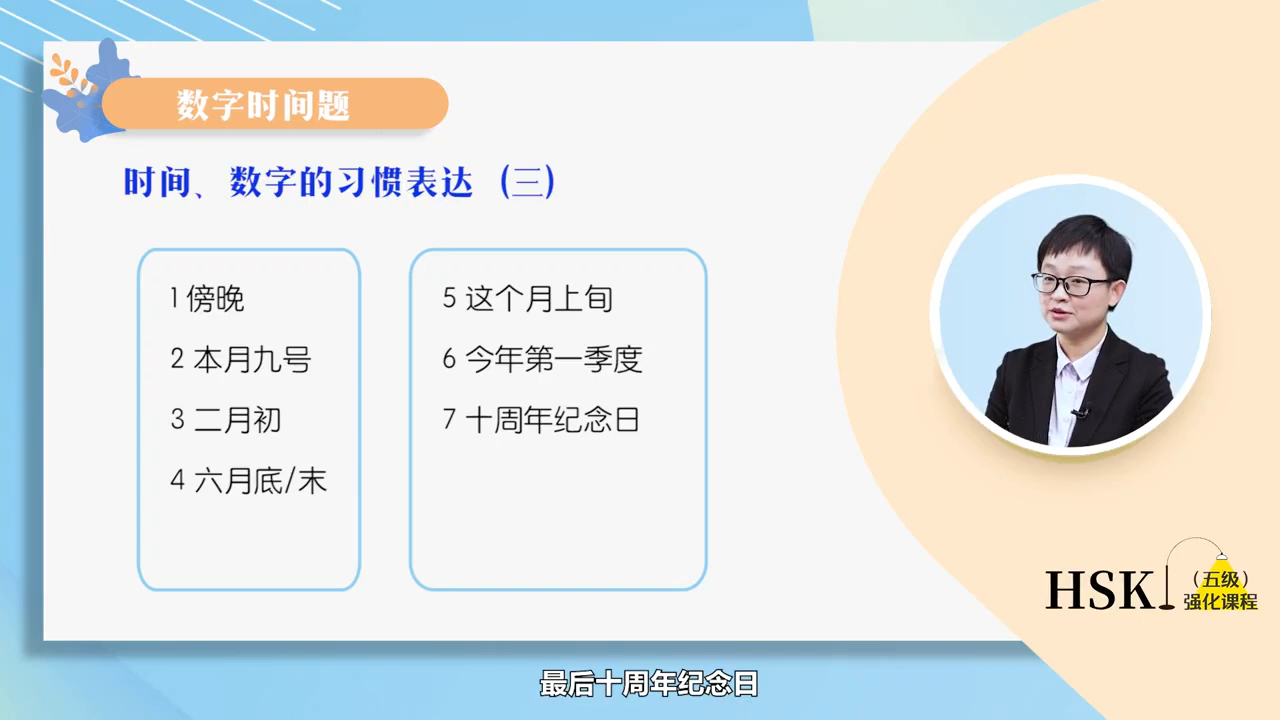 数字时间题
时间、数字的习惯表达（三）
1 傍晚
2 本月九号
3 二月初
4 六月底/末
5 这个月上旬
6 今年第一季度
7 十周年纪念日
HSK（五级）
强化课程
最后十周年纪念日